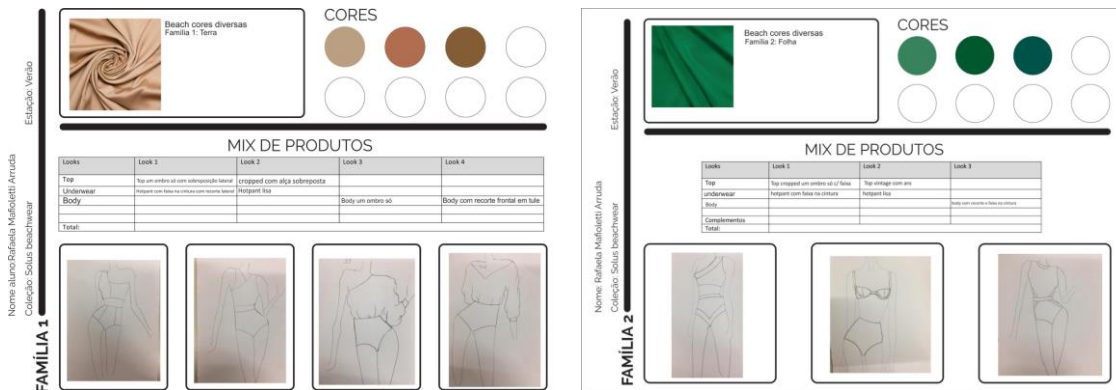 Beach cores diversas
Família 1: Terra
CORES
Estação: Verão
Nome aluno:Rafaela Mafioletti Arruda
Coleção: Solus beachwear
FAMÍLIA 1
MIX DE PRODUTOS
Looks Look 1 Look 2 Look 3 Look 4
Top Top um ombro só com sobreposição lateral cropped com alça sobreposta
Underwear Hotpant com faixa na cintura com recorte lateral Hotpant lisa
Body Body um ombro só Body com recorte frontal em tule
Total:
Beach cores diversas
Família 2: Folha
CORES
Estação: Verão
Nome: Rafaela Mafioletti Arruda
Coleção: Solus beachwear
FAMÍLIA 2
MIX DE PRODUTOS
Looks Look 1 Look 2 Look 3
Top Top cropped um ombro só c/ faixa Top vintage com aro
underwear hotpant com faixa na cintura hotpant lisa
Body body com recorte e faixa na cintura
Complementos
Total: